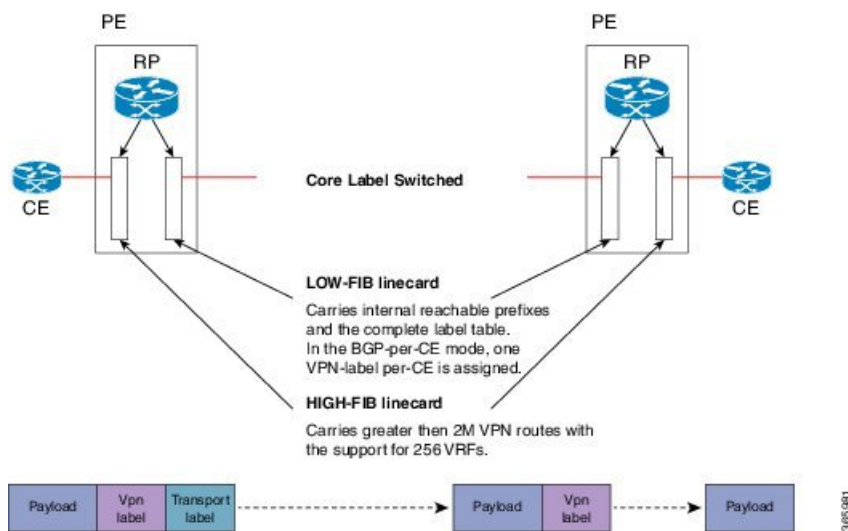 PE
PE
RP
RP
CE
Core Label Switched
CE
LOW-FIB linecard
Carries internal reachable prefixes
and the complete label table.
In the BGP-per-CE mode, one
VPN-label per-CE is assigned.
HIGH-FIB linecard
Carries greater then 2M VPN routes with
the support for 256 VRFs.
Payload
Vpn
label
Transport
label
Payload
Vpn
label
Payload